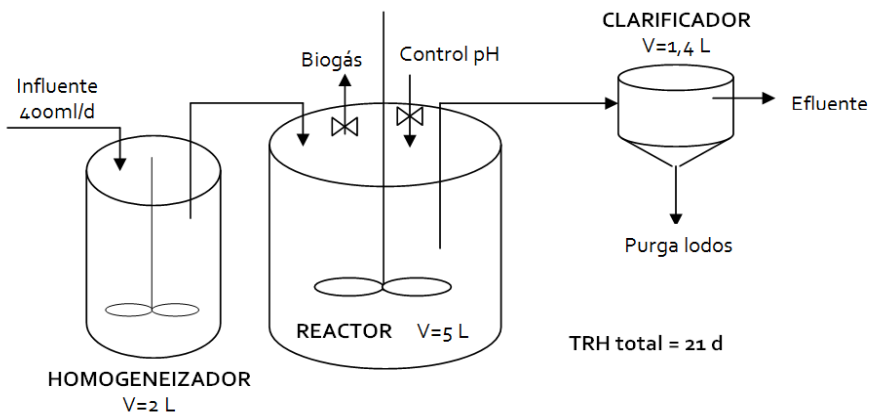 CLARIFICADOR
V=1,4 L
Biogás
Control pH
Influente
400ml/d
Efluente
Purga lodos
REACTOR V=5 L
TRH total = 21 d
HOMOGENEIZADOR
V=2 L